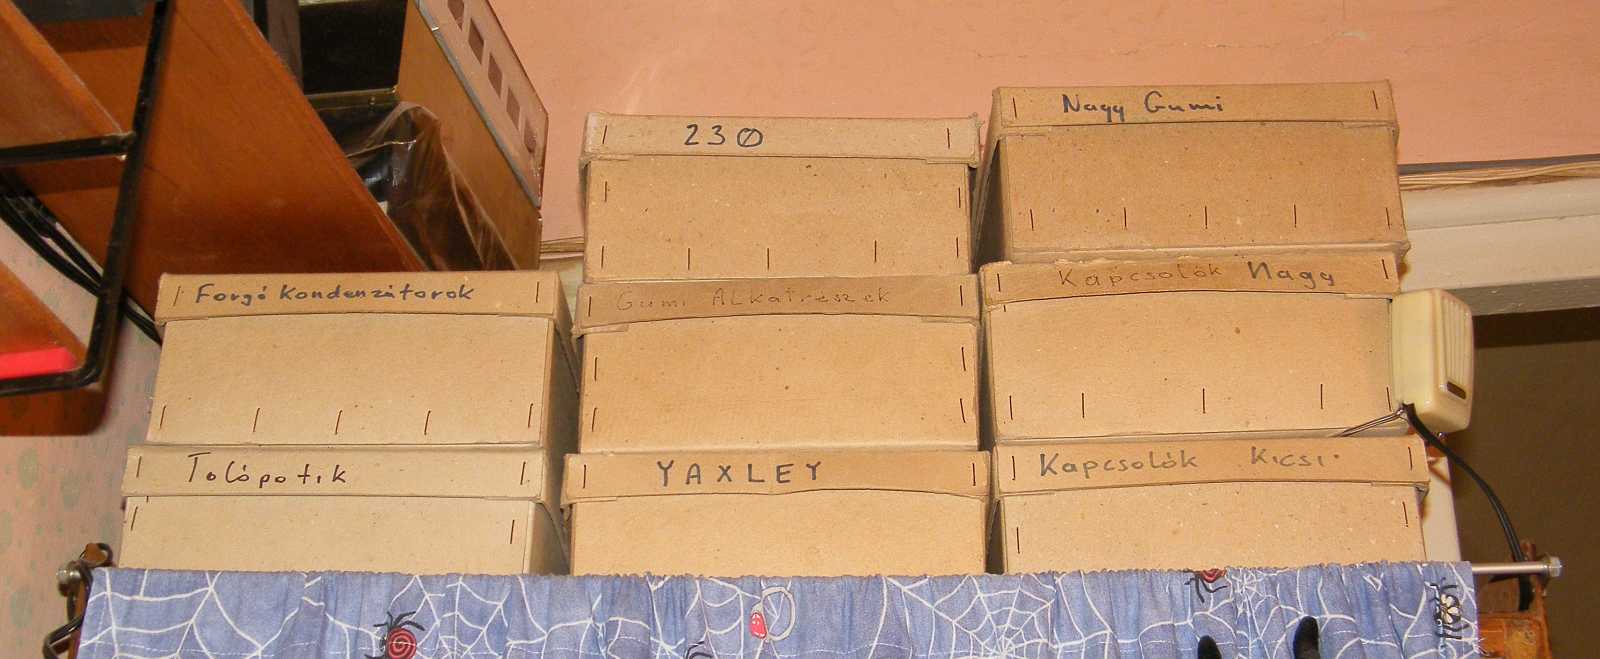 230
Nagy Gumi
Forgó Kondenzátorok
Gumi Alkatrészek
Kapcsolók Nagy
Tolópotik
YAXLEY
Kapcsolók Kicsi